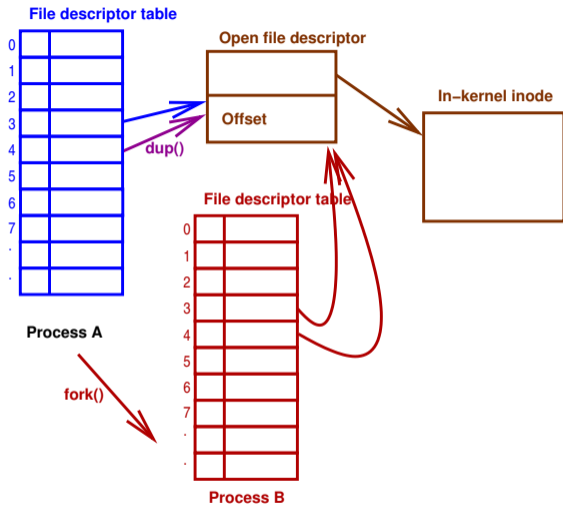 File descriptor table
0
1
2
3
4
5
6
7
.
.
dup()
Open file descriptor
Offset
In-kernel inode
File descriptor table
0
1
2
3
4
5
6
7
.
.
Process A
fork()
Process B